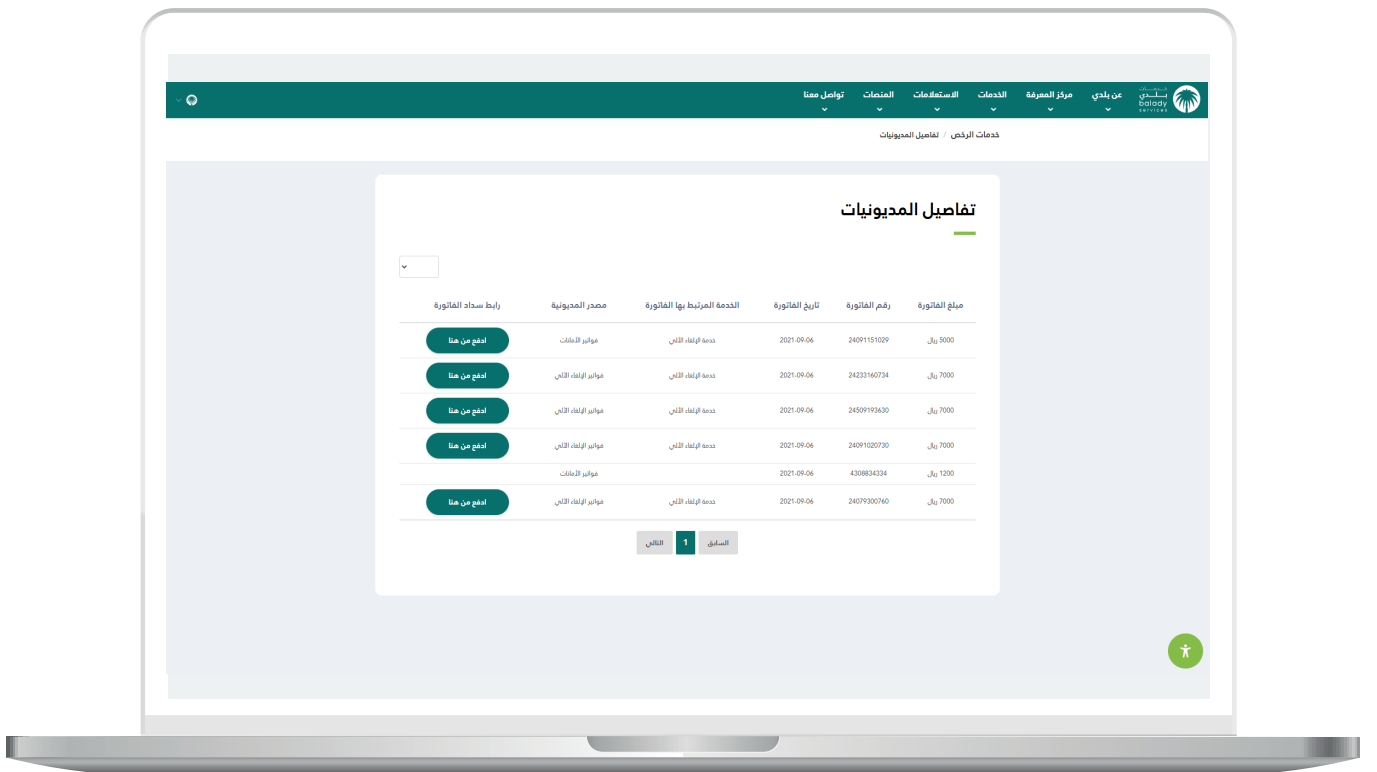 خدمات
بلدي
balady
services
عن بلدي
مركز المعرفة
الخدمات
الاستعلامات
المنصات
تواصل معنا
خدمات الرخص / تفاصيل المديونيات
تفاصيل المديونيات
مبلغ الفاتورة رقم الفاتورة تاريخ الفاتورة الخدمة المرتبط بها الفاتورة مصدر المديونية رابط سداد الفاتورة
5000 ريال 24091151029 2021-09-06 خدمة الإلغاء الآلي فواتير الأمانات ادفع من هنا
7000 ريال 24233160734 2021-09-06 خدمة الإلغاء الآلي فواتير الإلغاء الآلي ادفع من هنا
7000 ريال 24509193630 2021-09-06 خدمة الإلغاء الآلي فواتير الإلغاء الآلي ادفع من هنا
7000 ريال 24091020730 2021-09-06 خدمة الإلغاء الآلي فواتير الإلغاء الآلي ادفع من هنا
1200 ريال 4308834334 2021-09-06 فواتير الأمانات
7000 ريال 24079300760 2021-09-06 خدمة الإلغاء الآلي فواتير الإلغاء الآلي ادفع من هنا
السابق 1 التالي